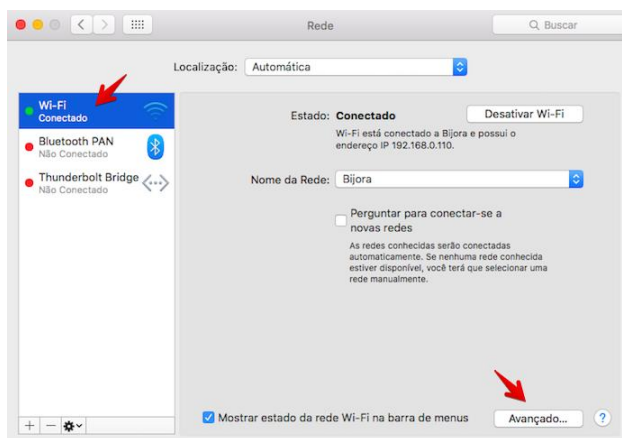 Rede
Buscar
Localização: Automática
Wi-Fi
Conectado
Bluetooth PAN
Não Conectado
Thunderbolt Bridge
Não Conectado
Estado: Conectado
Desativar Wi-Fi
Wi-Fi está conectado a Bijora e possui o
endereço IP 192.168.0.110.
Nome da Rede: Bijora
Perguntar para conectar-se a
novas redes
As redes conhecidas serão conectadas
automaticamente. Se nenhuma rede conhecida
estiver disponível, você terá que selecionar uma
rede manualmente.
Mostrar estado da rede Wi-Fi na barra de menus
Avançado...
?